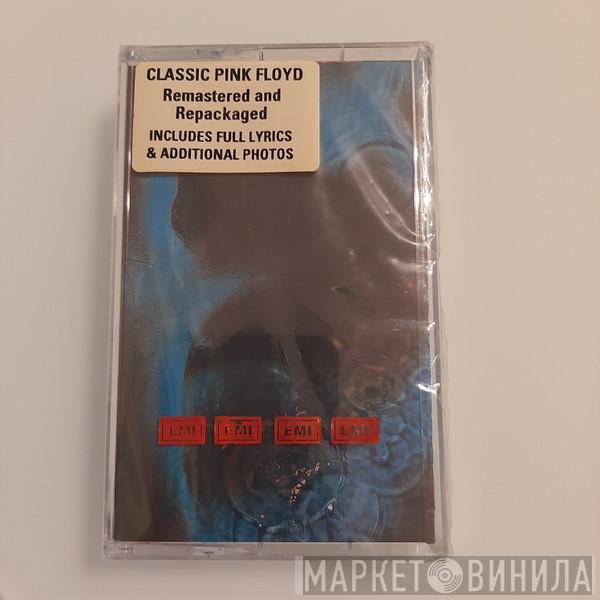 CLASSIC PINK FLOYD
Remastered and
Repackaged
INCLUDES FULL LYRICS
& ADDITIONAL PHOTOS
EMI EMI EMI EMI
МАРКЕТ ВИНИЛА